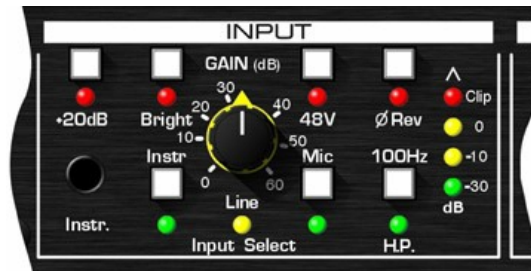 INPUT
GAIN (dB)
+20dB
Bright
0
10
20
30
40
50
60
48V
Ø Rev
Clip
0
-10
-30
dB
Instr
Mic
100Hz
Instr.
Line
Input Select
H.P.